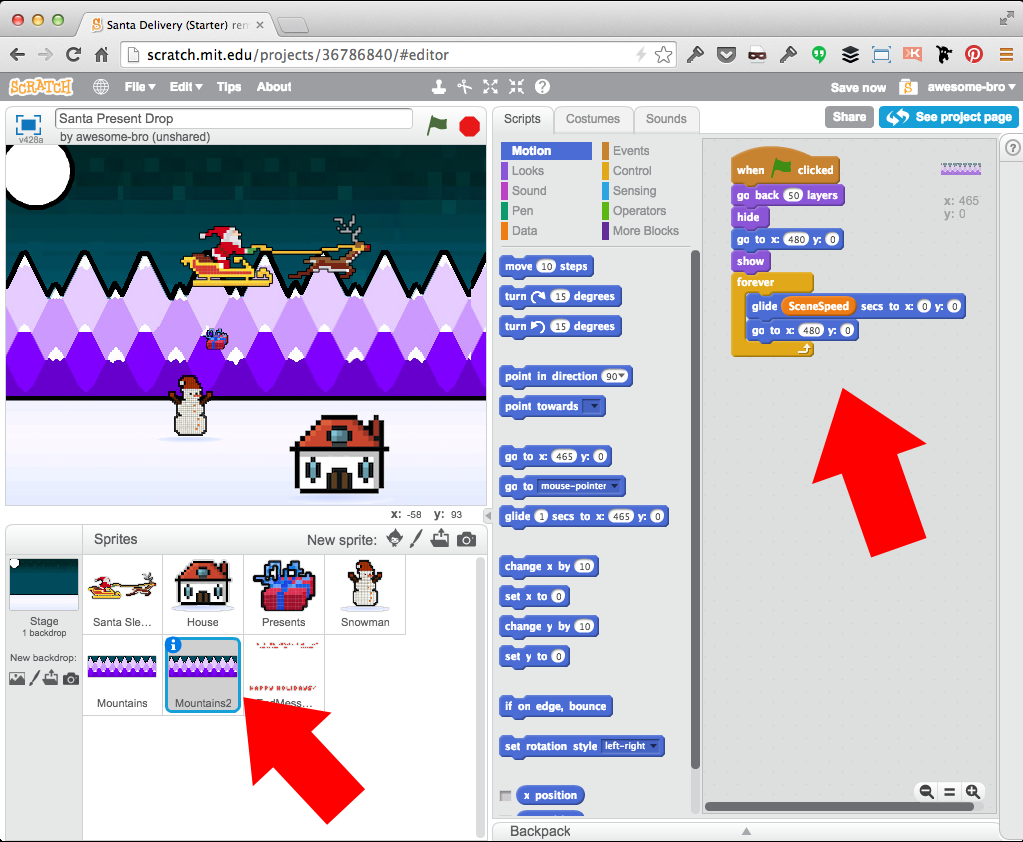 Santa Delivery (Starter) rem
scratch.mit.edu/projects/36786840/#editor
SCRATCH File Edit Tips About Save now awesome-bro
Santa Present Drop
by awesome-bro (unshared)
v428a
Scripts Costumes Sounds Share See project page
Motion Events
Looks Control
Sound Sensing
Pen Operators
Data More Blocks
move 10 steps
turn 15 degrees
turn 15 degrees
point in direction 90
point towards
go to x: 465 y: 0
go to mouse-pointer
glide 1 secs to x: 465 y: 0
change x by 10
set x to 0
change y by 10
set y to 0
if on edge, bounce
set rotation style left-right
x position
when clicked
go back 50 layers
hide
go to x: 480 y: 0
show
forever
glide SceneSpeed secs to x: 0 y: 0
go to x: 480 y: 0
x: 465
y: 0
x: -58 y: 93
Sprites New sprite:
Stage
1 backdrop
New backdrop:
Santa Sle... House Presents Snowman
HAPPY HOLIDAYS!
Mountains Mountains2
Backpack